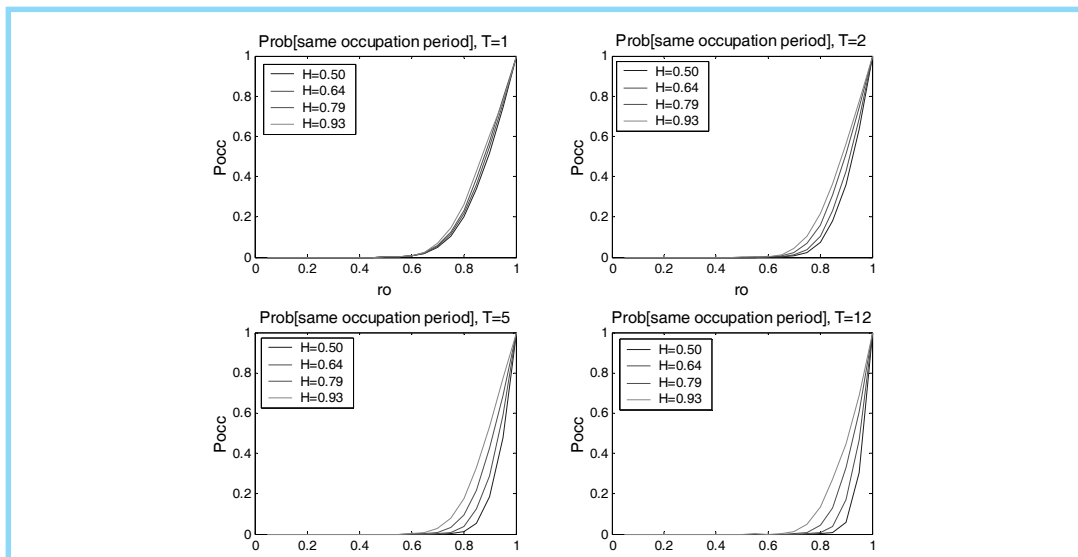 Prob[same occupation period], T=1
1
0.8
0.6
0.4
0.2
0
Pocc
H=0.50
H=0.64
H=0.79
H=0.93
0 0.2 0.4 0.6 0.8 1
ro
Prob[same occupation period], T=2
1
0.8
0.6
0.4
0.2
0
Pocc
H=0.50
H=0.64
H=0.79
H=0.93
0 0.2 0.4 0.6 0.8 1
ro
Prob[same occupation period], T=5
1
0.8
0.6
0.4
0.2
0
Pocc
H=0.50
H=0.64
H=0.79
H=0.93
0 0.2 0.4 0.6 0.8 1
Prob[same occupation period], T=12
1
0.8
0.6
0.4
0.2
0
Pocc
H=0.50
H=0.64
H=0.79
H=0.93
0 0.2 0.4 0.6 0.8 1